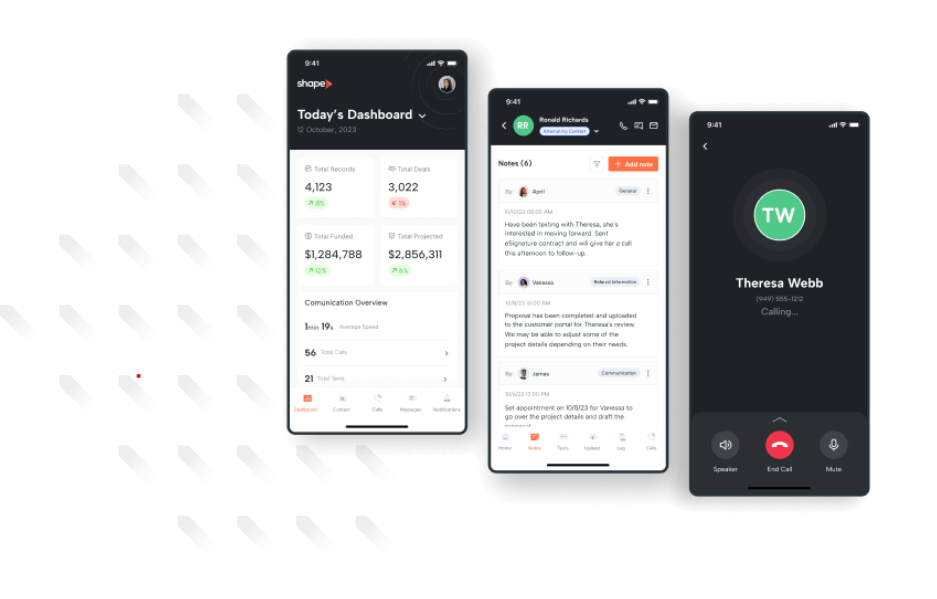 9:41
shape
Today's Dashboard
12 October, 2023
Total Records
4,123
8%
Total Deals
3,022
1%
Total Funded
$1,284,788
12%
Total Projected
$2,856,311
6%
Comunication Overview
1min 19s Average Speed
56 Total Calls
21 Total Texts
Dashboard Contact Calls Messages Notifications
9:41
RR
Ronald Richards
Attempting Contact
Notes (6)
+ Add note
By: April
General
10/10/23 08:00 AM
Have been texting with Theresa, she's
interested in moving forward. Sent
eSignature contract and will give her a call
this afternoon to follow-up.
By: Vanessa
Referral Information
10/8/23 10:00 AM
Proposal has been completed and uploaded
to the customer portal for Theresa's review.
We may be able to adjust some of the
project details depending on their needs.
By: James
Communication
10/6/23 12:00 PM
Set appointment on 10/8/23 for Vanessa to
go over the project details and draft the
proposal
Home Notes Texts Upload Log Calls
9:41
TW
Theresa Webb
(949) 555-1212
Calling...
Speaker End Call Mute